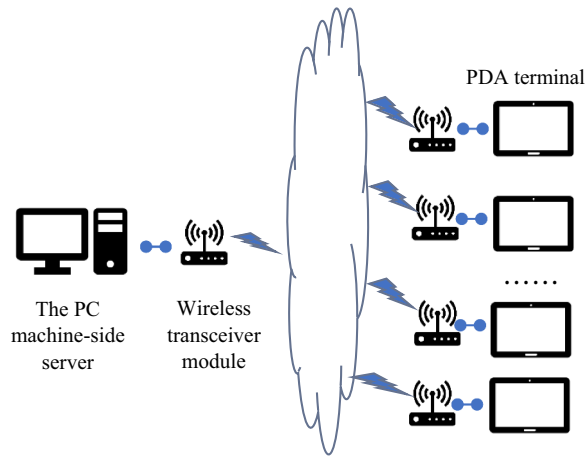 PDA terminal
......
The PC
machine-side
server
Wireless
transceiver
module